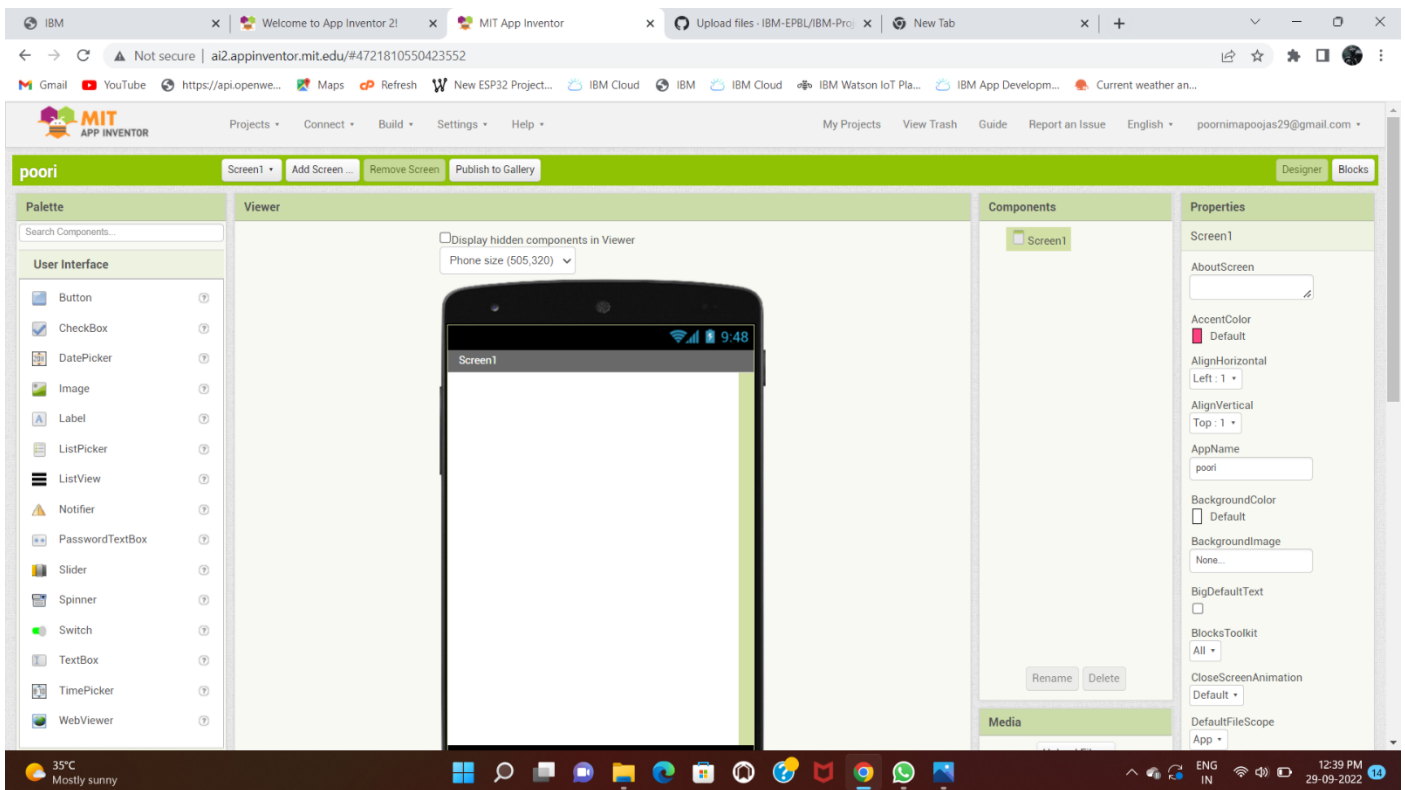 IBM
Welcome to App Inventor 2!
MIT App Inventor
Upload files · IBM-EPBL/IBM-Proj
New Tab
Not secure | ai2.appinventor.mit.edu/#4721810550423552
Gmail YouTube https://api.openwe... Maps Refresh New ESP32 Project... IBM Cloud IBM IBM Cloud IBM Watson IoT Pla... IBM App Developm... Current weather an...
MIT
APP INVENTOR
Projects Connect Build Settings Help My Projects View Trash Guide Report an Issue English poornimapoojas29@gmail.com
poori Screen1 Add Screen ... Remove Screen Publish to Gallery Designer Blocks
Palette
Search Components...
User Interface
Button
CheckBox
DatePicker
Image
Label
ListPicker
ListView
Notifier
PasswordTextBox
Slider
Spinner
Switch
TextBox
TimePicker
WebViewer
Viewer
Display hidden components in Viewer
Phone size (505,320)
9:48
Screen1
Components
Screen1
Rename Delete
Media
Properties
Screen1
AboutScreen
AccentColor
Default
AlignHorizontal
Left : 1
AlignVertical
Top : 1
AppName
poori
BackgroundColor
Default
BackgroundImage
None...
BigDefaultText
BlocksToolkit
All
CloseScreenAnimation
Default
DefaultFileScope
App
35°C
Mostly sunny
ENG
IN
12:39 PM
29-09-2022
14